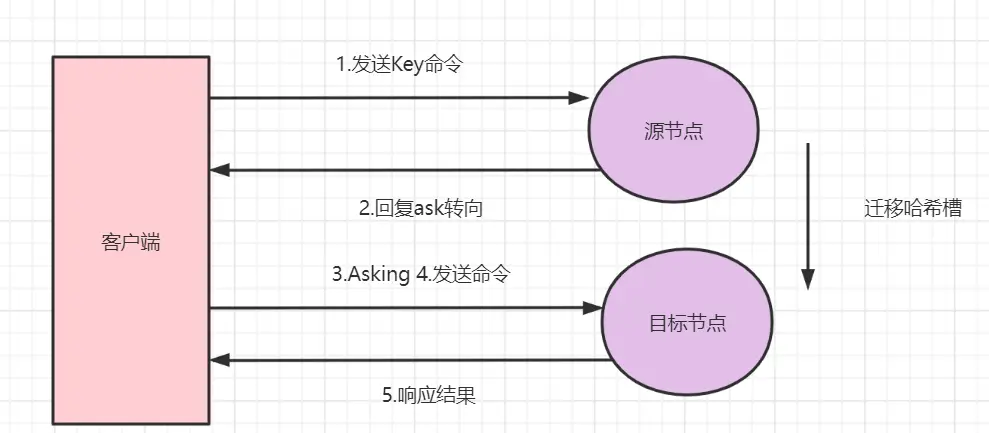 1.发送Key命令
源节点
2.回复ask转向
迁移哈希槽
客户端
3.Asking 4.发送命令
目标节点
5.响应结果